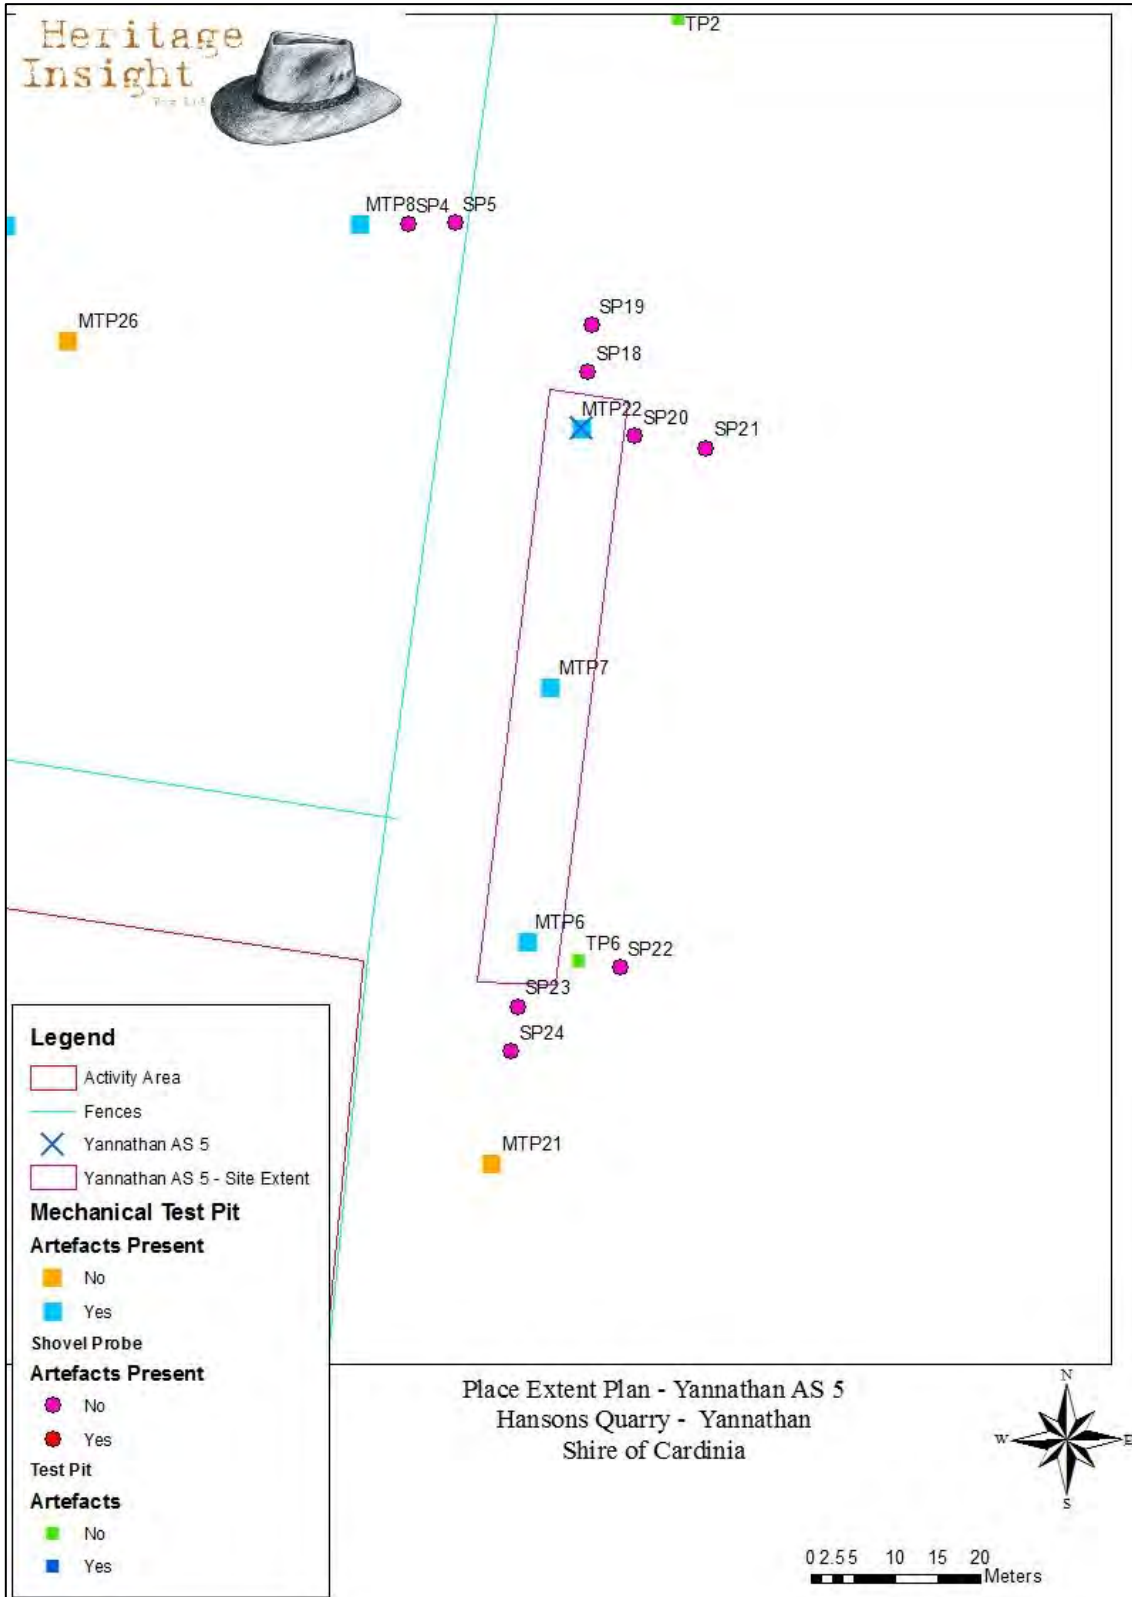 Heritage
Insight
TP2
MTP8 SP4 SP5
MTP26
SP19
SP18
MTP22
SP20
SP21
MTP7
MTP6
TP6
SP22
SP23
SP24
MTP21
Legend
Activity Area
Fences
Yannathan AS 5
Yannathan AS 5 - Site Extent
Mechanical Test Pit
Artefacts Present
No
Yes
Shovel Probe
Artefacts Present
No
Yes
Test Pit
Artefacts
No
Yes
Place Extent Plan - Yannathan AS 5
Hansons Quarry - Yannathan
Shire of Cardinia
N
W E
S
0 2.5 5 10 15 20
Meters